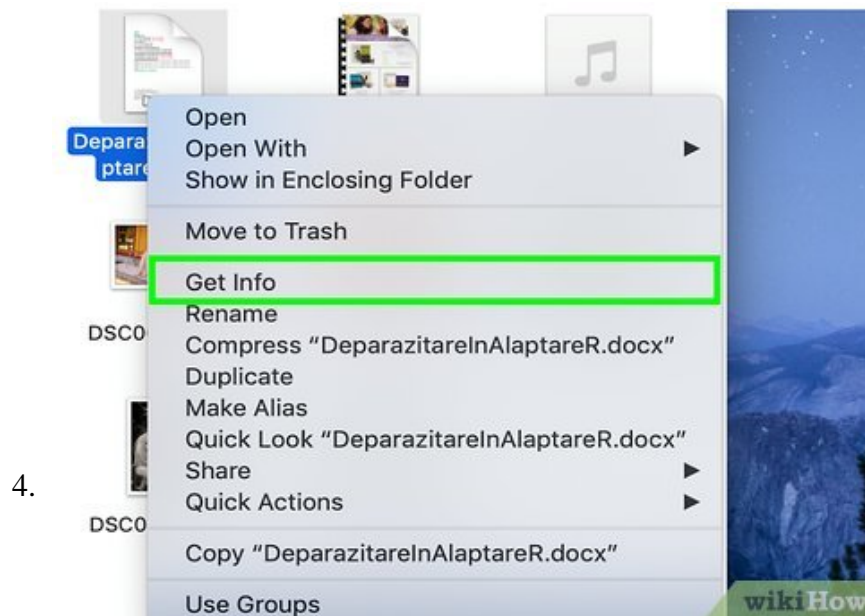 Depara
ptare
Open
Open With
Show in Enclosing Folder
Move to Trash
Get Info
Rename
Compress “DeparazitareInAlaptareR.docx”
Duplicate
Make Alias
Quick Look “DeparazitareInAlaptareR.docx”
Share
Quick Actions
Copy “DeparazitareInAlaptareR.docx”
Use Groups
DSC0
DSC0
4.
wikiHow